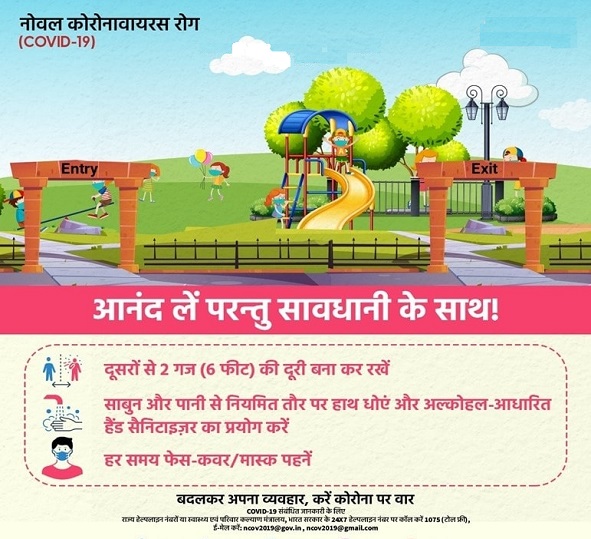 नोवल कोरोनावायरस रोग
(COVID-19)
Entry
Exit
आनंद लें परन्तु सावधानी के साथ!
दूसरों से 2 गज (6 फीट) की दूरी बना कर रखें
साबुन और पानी से नियमित तौर पर हाथ धोएं और अल्कोहल-आधारित
हैंड सैनिटाइज़र का प्रयोग करें
हर समय फेस-कवर/मास्क पहनें
बदलकर अपना व्यवहार, करें कोरोना पर वार
COVID-19 संबंधित जानकारी के लिए
राज्य हेल्पलाइन नंबरों या स्वास्थ्य एवं परिवार कल्याण मंत्रालय, भारत सरकार के 24X7 हेल्पलाइन नंबर पर कॉल करें 1075 (टोल फ्री),
ई-मेल करें: ncov2019@gov.in , ncov2019@gmail.com